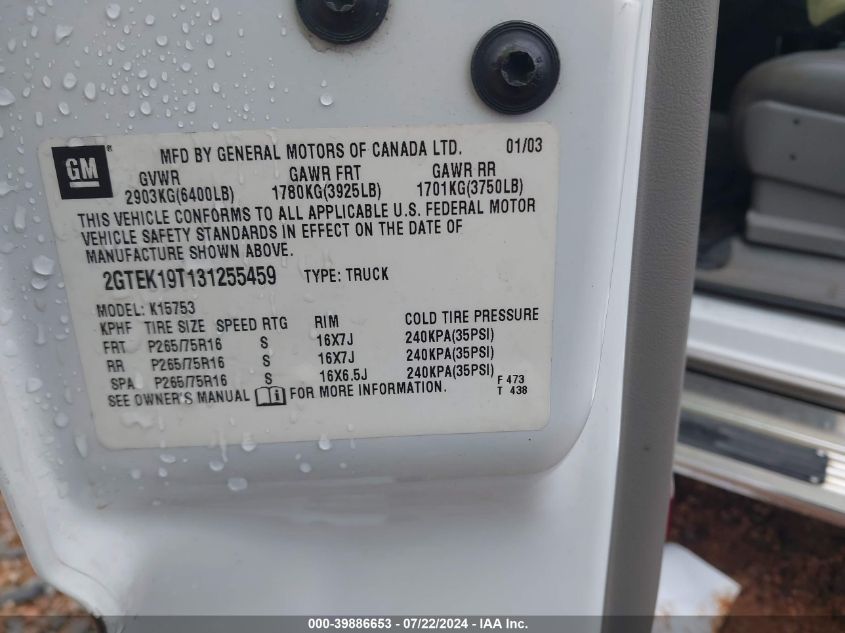 GM
MFD BY GENERAL MOTORS OF CANADA LTD. 01/03
GVWR GAWR FRT GAWR RR
2903KG(6400LB) 1780KG(3925LB) 1701KG(3750LB)
THIS VEHICLE CONFORMS TO ALL APPLICABLE U.S. FEDERAL MOTOR
VEHICLE SAFETY STANDARDS IN EFFECT ON THE DATE OF
MANUFACTURE SHOWN ABOVE.
2GTEK19T131255459 TYPE: TRUCK
MODEL: K15753
KPHF TIRE SIZE SPEED RTG RIM COLD TIRE PRESSURE
FRT P265/75R16 S 16X7J 240KPA(35PSI)
RR P265/75R16 S 16X7J 240KPA(35PSI)
SPA P265/75R16 S 16X6.5J 240KPA(35PSI)
SEE OWNER'S MANUAL FOR MORE INFORMATION.
F 473
T 438
000-39886653 - 07/22/2024 - IAA Inc.